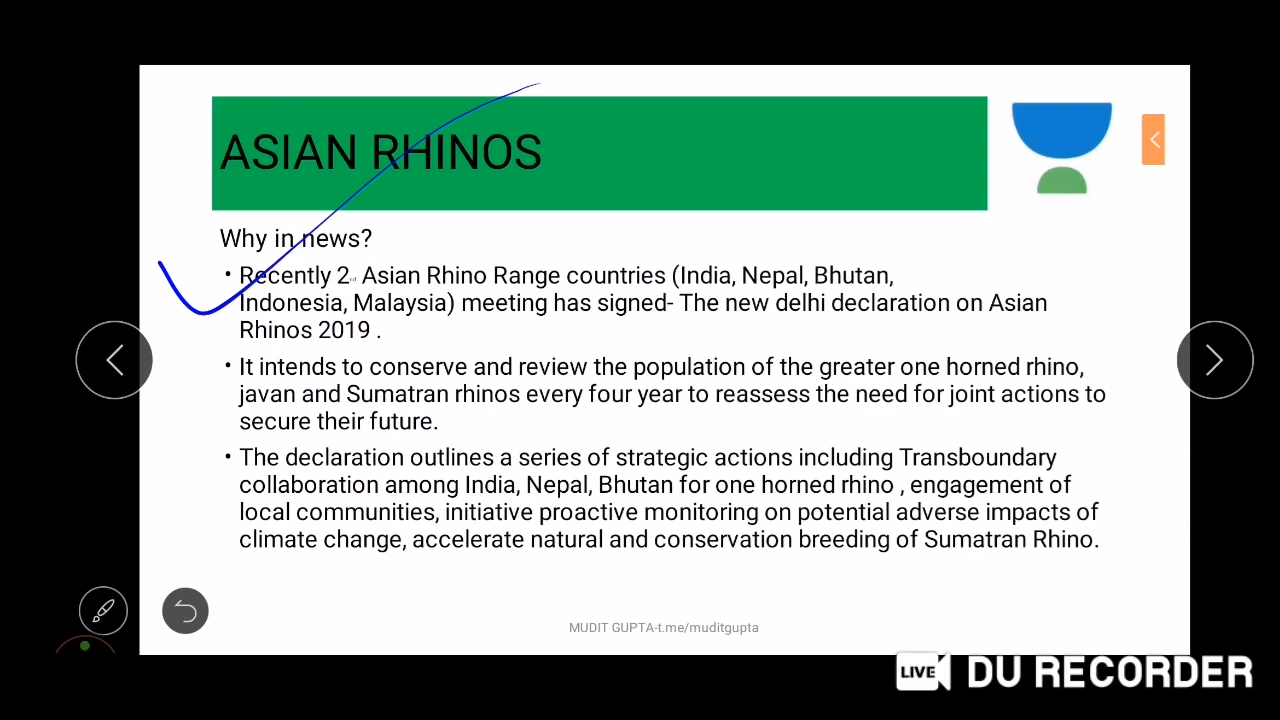 ASIAN RHINOS
Why in news?
• Recently 2nd Asian Rhino Range countries (India, Nepal, Bhutan,
Indonesia, Malaysia) meeting has signed- The new delhi declaration on Asian
Rhinos 2019 .
• It intends to conserve and review the population of the greater one horned rhino,
javan and Sumatran rhinos every four year to reassess the need for joint actions to
secure their future.
• The declaration outlines a series of strategic actions including Transboundary
collaboration among India, Nepal, Bhutan for one horned rhino , engagement of
local communities, initiative proactive monitoring on potential adverse impacts of
climate change, accelerate natural and conservation breeding of Sumatran Rhino.
MUDIT GUPTA-t.me/muditgupta
LIVE DU RECORDER